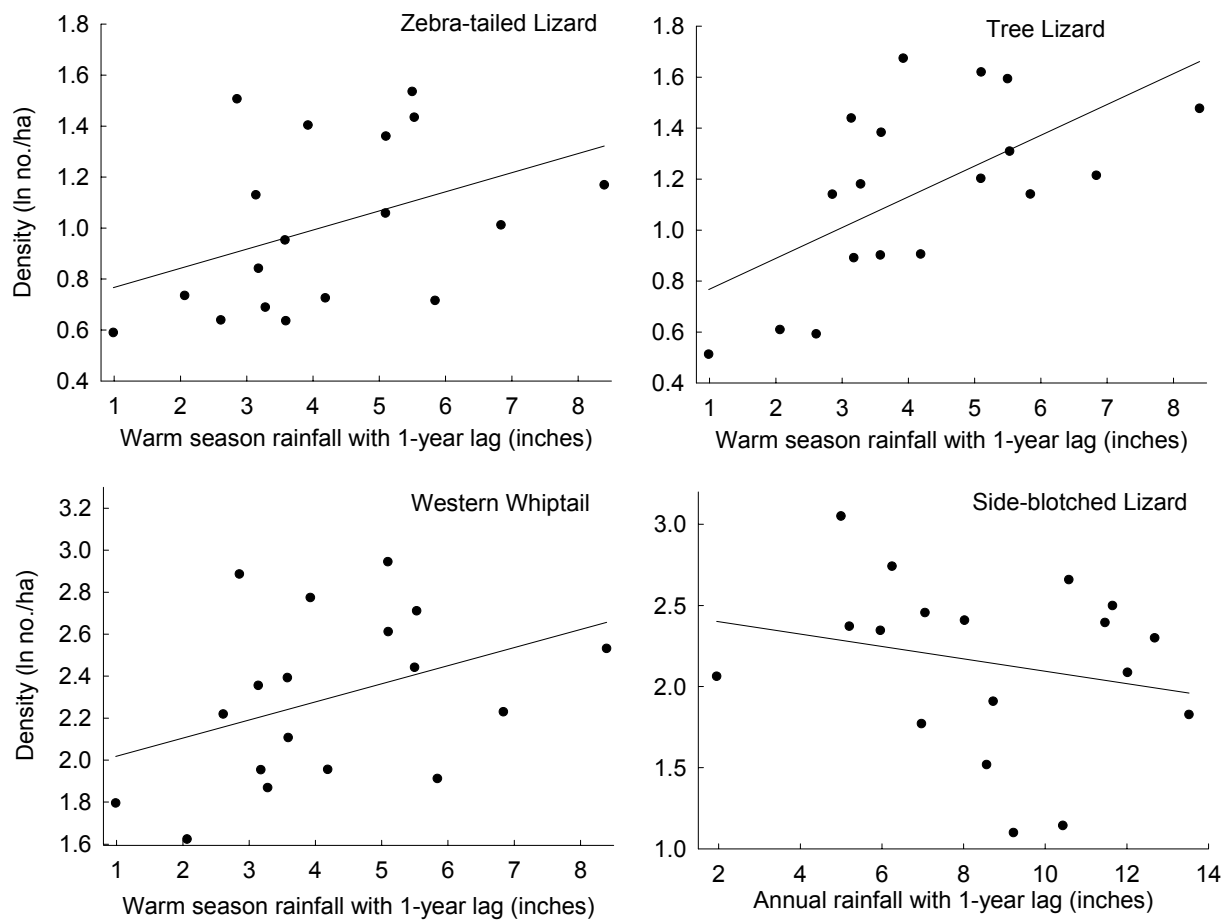 Zebra-tailed Lizard
Density (ln no./ha)
1.8
1.6
1.4
1.2
1.0
0.8
0.6
0.4
1 2 3 4 5 6 7 8
Warm season rainfall with 1-year lag (inches)
Tree Lizard
1.8
1.6
1.4
1.2
1.0
0.8
0.6
0.4
1 2 3 4 5 6 7 8
Warm season rainfall with 1-year lag (inches)
Western Whiptail
Density (ln no./ha)
3.2
3.0
2.8
2.6
2.4
2.2
2.0
1.8
1.6
1 2 3 4 5 6 7 8
Warm season rainfall with 1-year lag (inches)
Side-blotched Lizard
3.0
2.5
2.0
1.5
1.0
2 4 6 8 10 12 14
Annual rainfall with 1-year lag (inches)